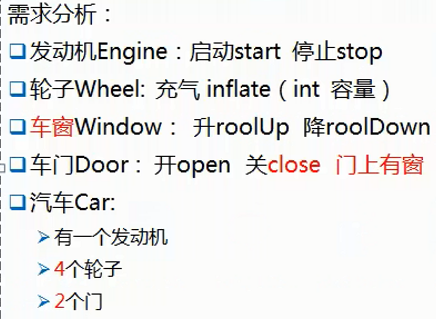 需求分析：
发动机Engine：启动start 停止stop
轮子Wheel: 充气 inflate（int 容量）
车窗Window： 升roolUp 降roolDown
车门Door： 开open 关close 门上有窗
汽车Car:
有一个发动机
4个轮子
2个门